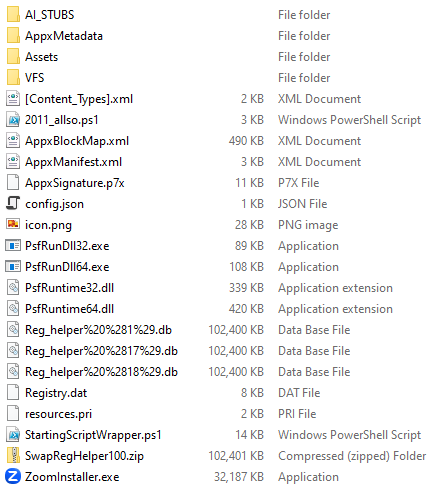 AI_STUBS File folder
AppxMetadata File folder
Assets File folder
VFS File folder
[Content_Types].xml 2 KB XML Document
2011_allso.ps1 3 KB Windows PowerShell Script
AppxBlockMap.xml 490 KB XML Document
AppxManifest.xml 3 KB XML Document
AppxSignature.p7x 11 KB P7X File
config.json 1 KB JSON File
icon.png 28 KB PNG image
PsfRunDll32.exe 89 KB Application
PsfRunDll64.exe 108 KB Application
PsfRuntime32.dll 339 KB Application extension
PsfRuntime64.dll 420 KB Application extension
Reg_helper%20%281%29.db 102,400 KB Data Base File
Reg_helper%20%2817%29.db 102,400 KB Data Base File
Reg_helper%20%2818%29.db 102,400 KB Data Base File
Registry.dat 8 KB DAT File
resources.pri 2 KB PRI File
StartingScriptWrapper.ps1 14 KB Windows PowerShell Script
SwapRegHelper100.zip 102,401 KB Compressed (zipped) Folder
ZoomInstaller.exe 32,187 KB Application